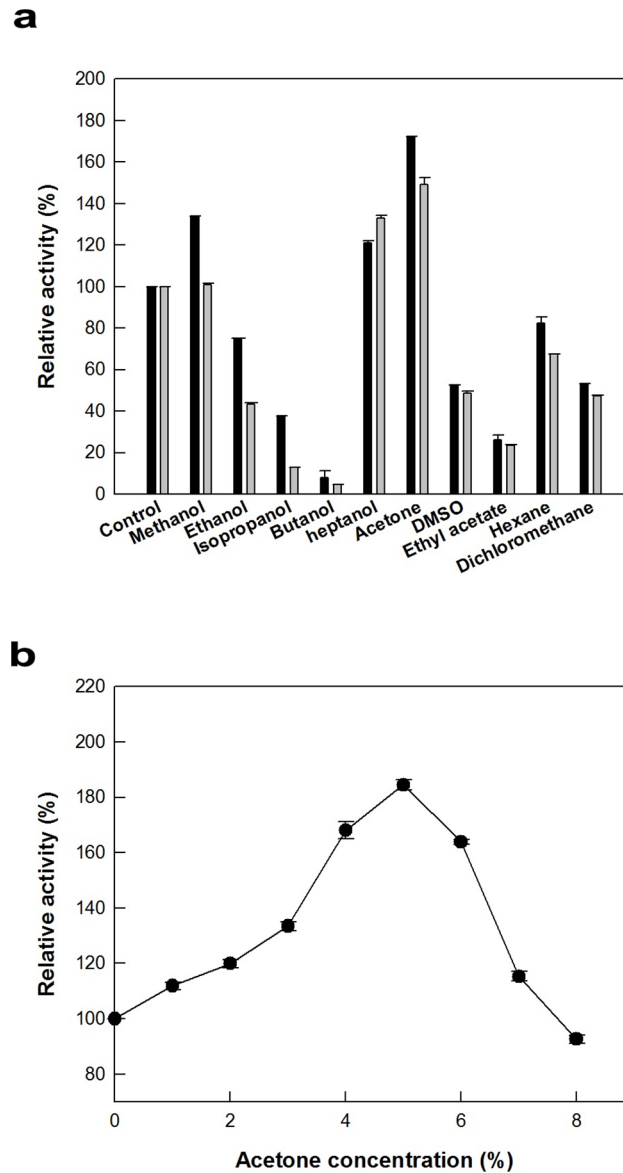 a
Relative activity (%)
200
180
160
140
120
100
80
60
40
20
0
Control
Methanol
Ethanol
Isopropanol
Butanol
heptanol
Acetone
DMSO
Ethyl acetate
Hexane
Dichloromethane
b
Relative activity (%)
220
200
180
160
140
120
100
80
0 2 4 6 8
Acetone concentration (%)